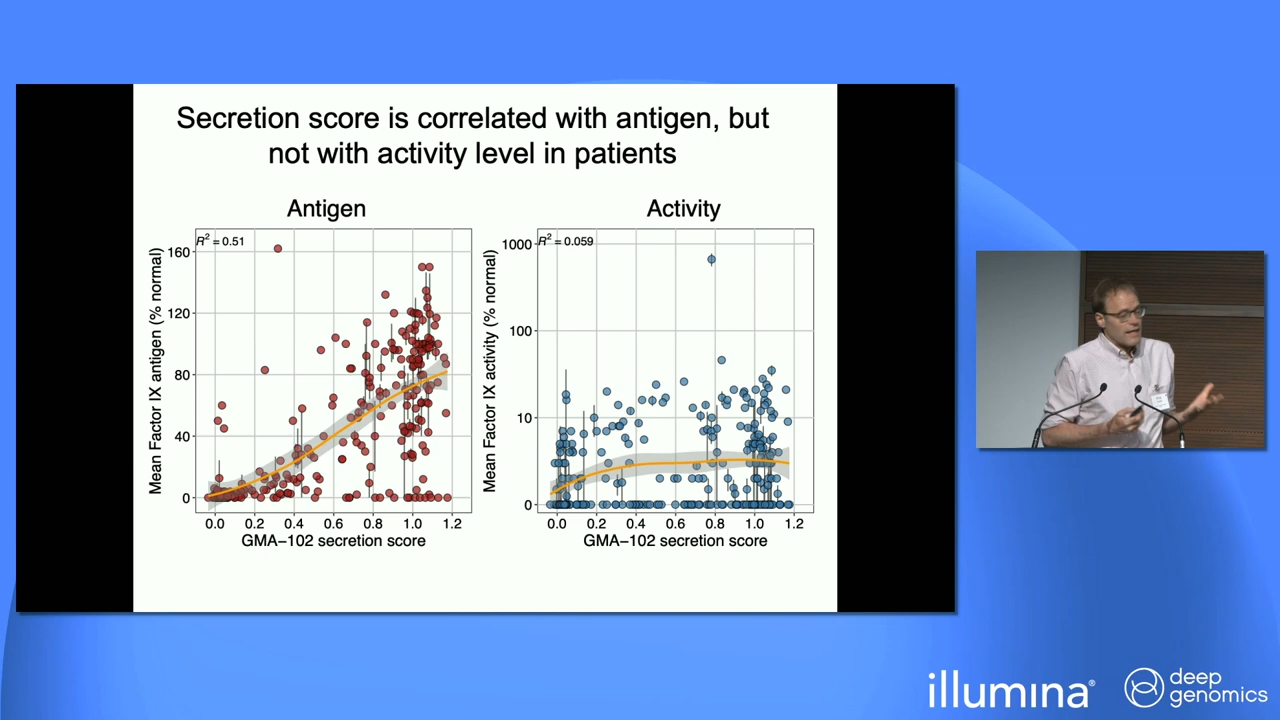 Secretion score is correlated with antigen, but
not with activity level in patients
Antigen
R² = 0.51
Mean Factor IX antigen (% normal)
160
120
80
40
0
0.0 0.2 0.4 0.6 0.8 1.0 1.2
GMA−102 secretion score
Activity
R² = 0.059
Mean Factor IX activity (% normal)
1000
100
10
0
0.0 0.2 0.4 0.6 0.8 1.0 1.2
GMA−102 secretion score
illumina®
deep
genomics